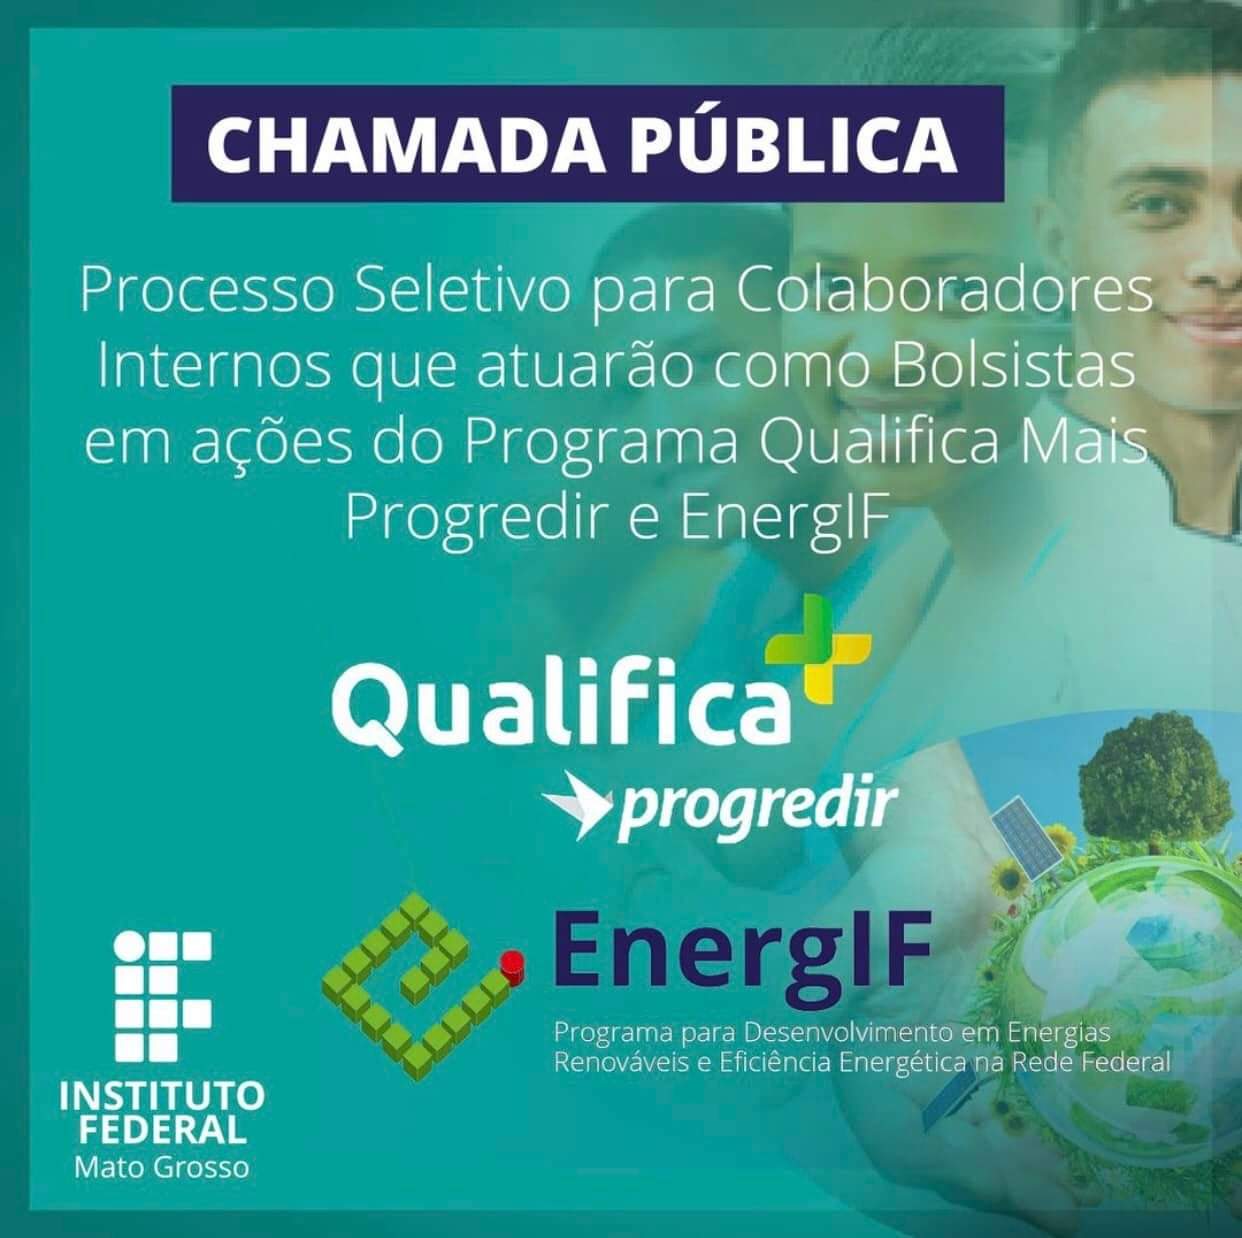 CHAMADA PÚBLICA
Processo Seletivo para Colaboradores
Internos que atuarão como Bolsistas
em ações do Programa Qualifica Mais
Progredir e EnergIF
Qualifica+
progredir
EnergIF
Programa para Desenvolvimento em Energias
Renováveis e Eficiência Energética na Rede Federal
INSTITUTO
FEDERAL
Mato Grosso